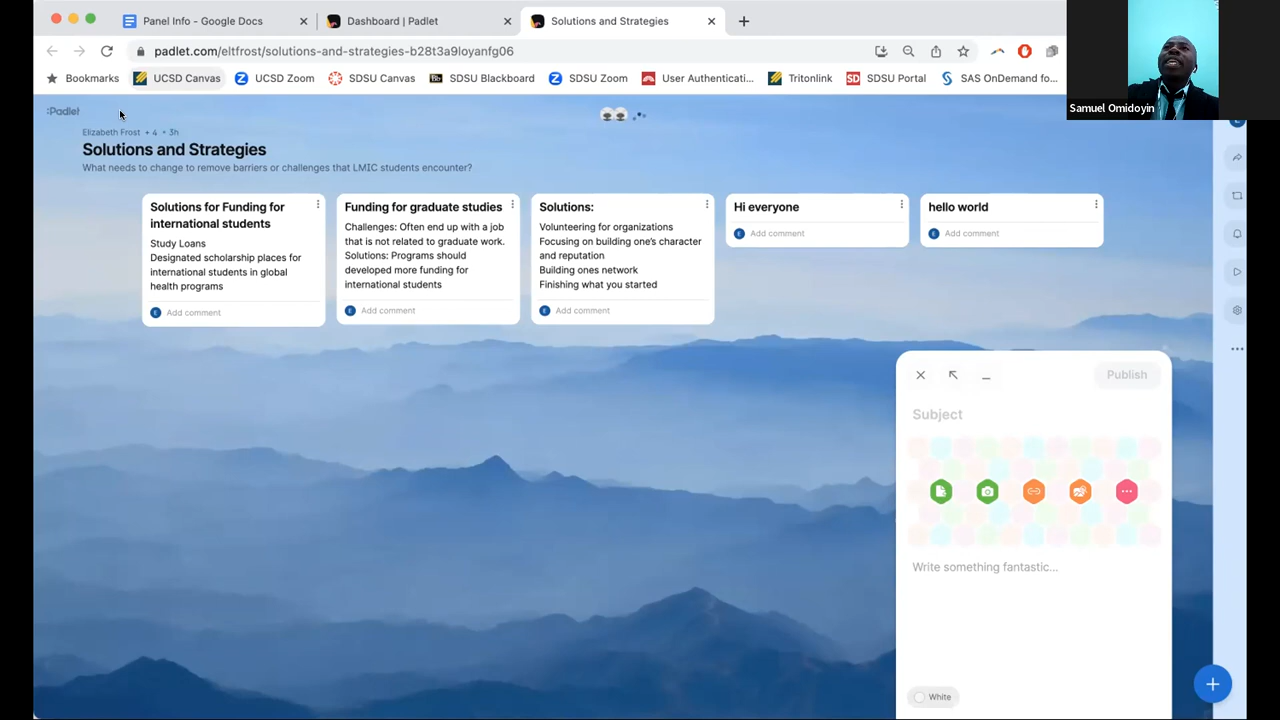 Panel Info - Google Docs
Dashboard | Padlet
Solutions and Strategies
padlet.com/eltfrost/solutions-and-strategies-b28t3a9loyanfg06
Bookmarks
UCSD Canvas
UCSD Zoom
SDSU Canvas
Bb
SDSU Blackboard
SDSU Zoom
User Authenticati...
Tritonlink
SD
SDSU Portal
SAS OnDemand fo...
Samuel Omidoyin
:Padlet
Elizabeth Frost + 4 • 3h
Solutions and Strategies
What needs to change to remove barriers or challenges that LMIC students encounter?
Solutions for Funding for
international students
Study Loans
Designated scholarship places for
international students in global
health programs
E
Add comment
Funding for graduate studies
Challenges: Often end up with a job
that is not related to graduate work.
Solutions: Programs should
developed more funding for
international students
E
Add comment
Solutions:
Volunteering for organizations
Focusing on building one's character
and reputation
Building ones network
Finishing what you started
E
Add comment
Hi everyone
E
Add comment
hello world
E
Add comment
Publish
Subject
Write something fantastic...
White